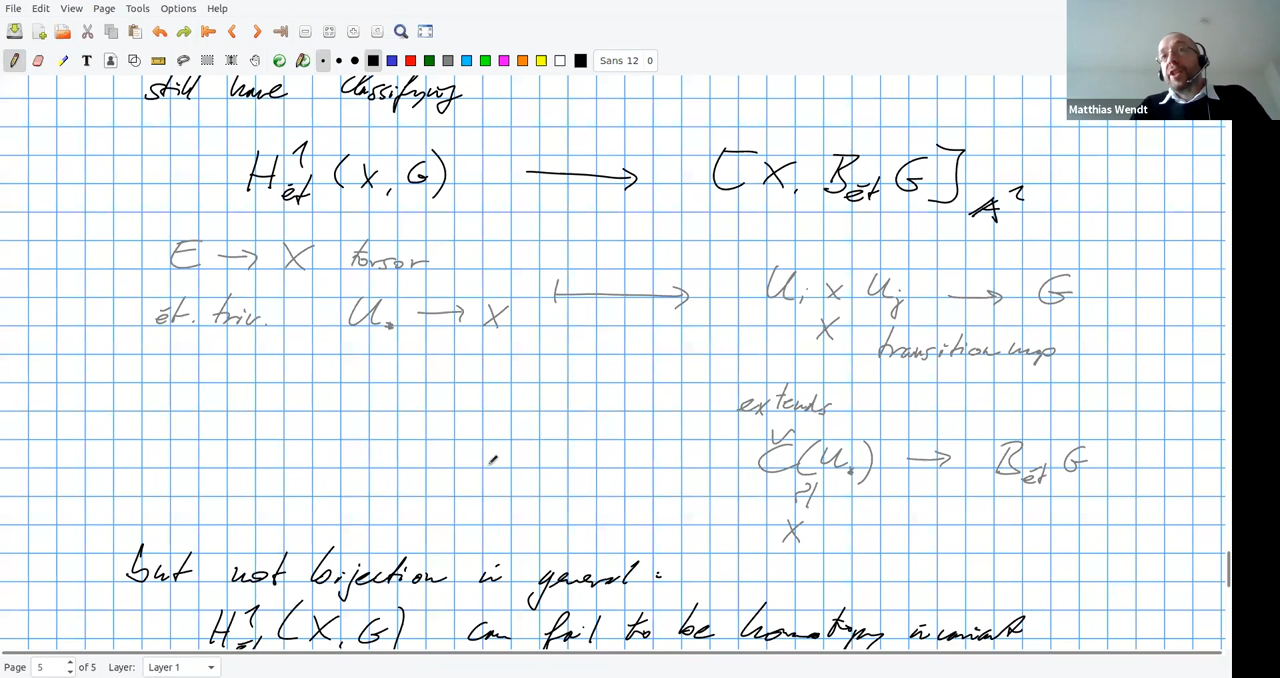 File Edit View Page Tools Options Help
Sans 12 0
Matthias Wendt
still have classifying
H¹ét (X, G) → [X, Bét G]A¹
E → X torsor
ét. triv. U. → X ↦ Ui ×X Uj → G
transition map
extends
Č(U.) → Bét G
≃
X
but not bijection in general:
H¹ét (X, G) can fail to be homotopy invariant
Page 5 of 5 Layer: Layer 1